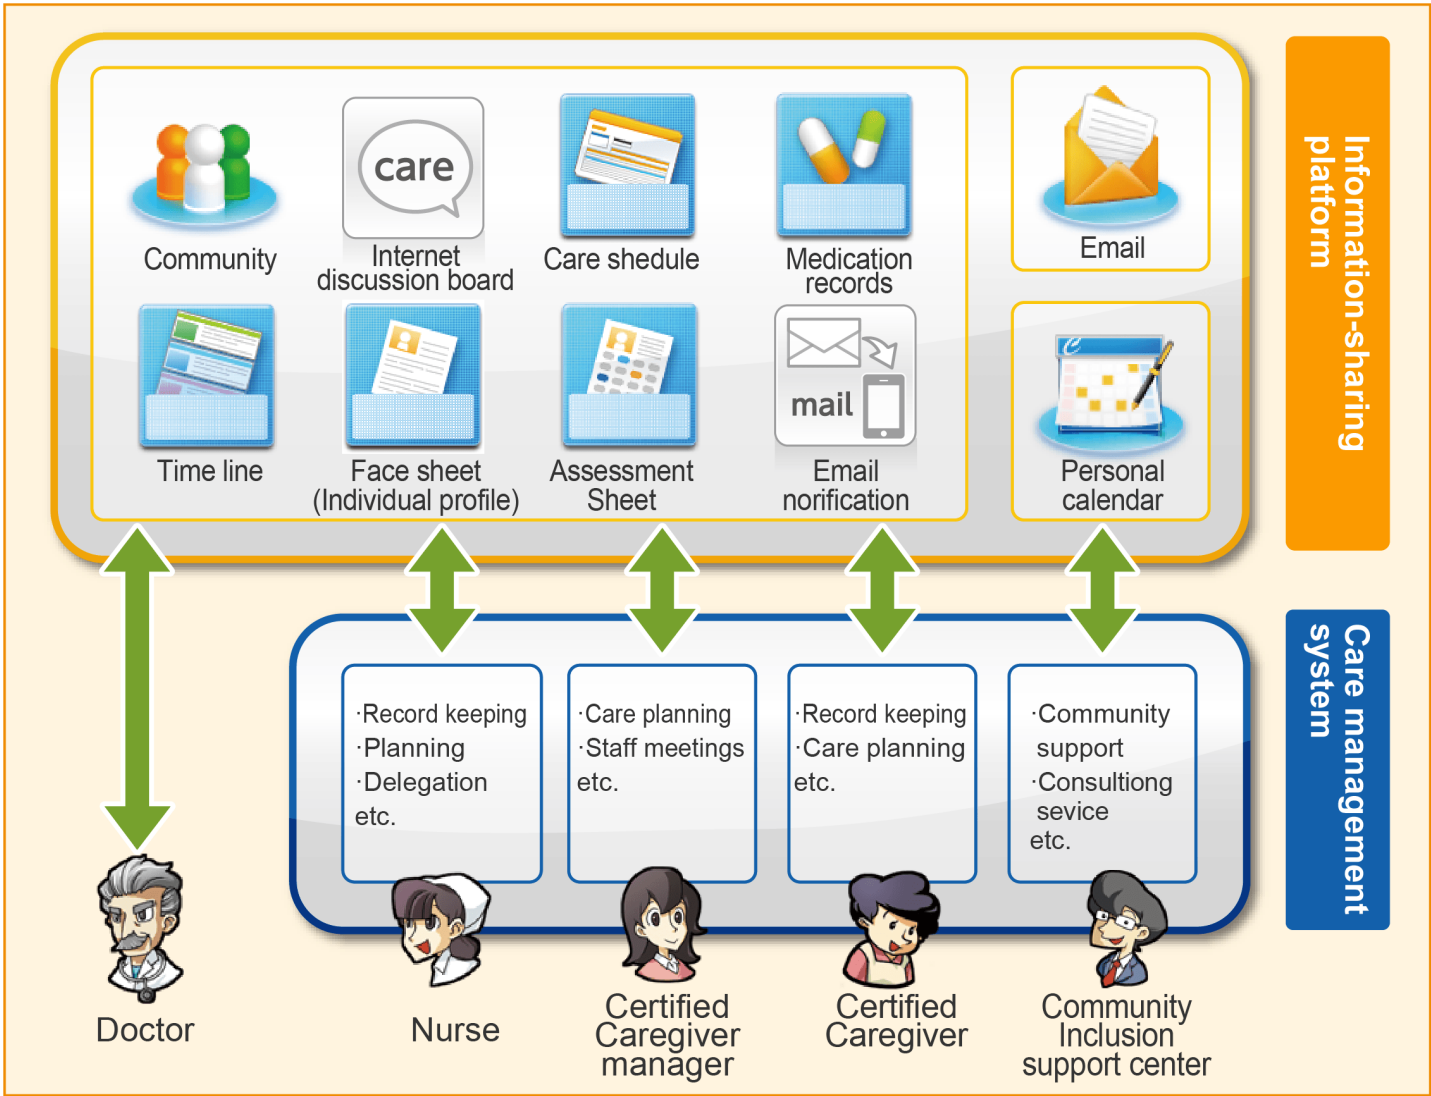 care
Community
Internet
discussion board
Care shedule
Medication
records
Email
Time line
Face sheet
(Individual profile)
Assessment
Sheet
mail
Email
norification
Personal
calendar
Information-sharing
platform
·Record keeping
·Planning
·Delegation
etc.
·Care planning
·Staff meetings
etc.
·Record keeping
·Care planning
etc.
·Community
support
·Consultiong
sevice
etc.
Care management
system
Doctor
Nurse
Certified
Caregiver
manager
Certified
Caregiver
Community
Inclusion
support center